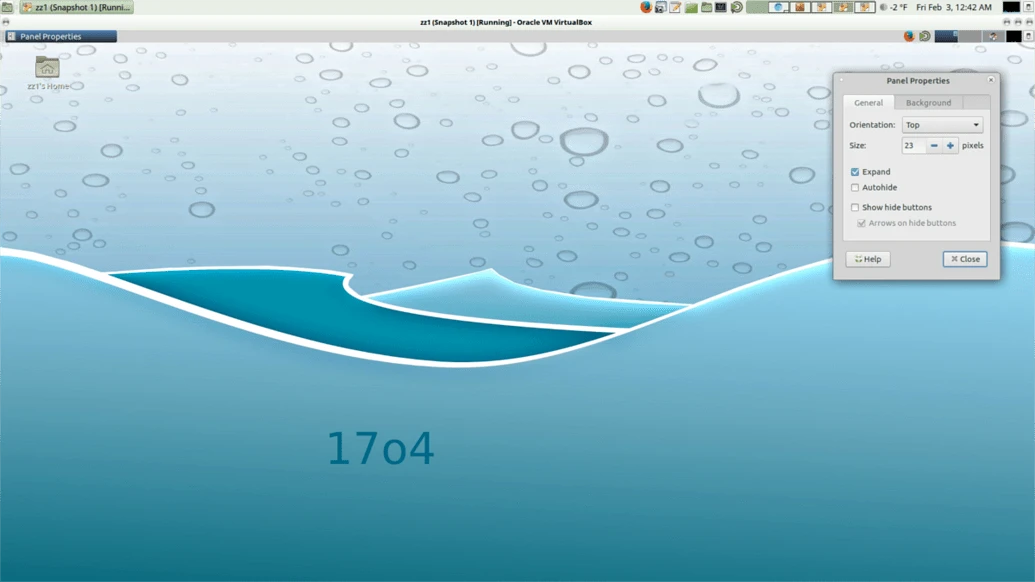 zz1 (Snapshot 1) [Runni...
-2 °F Fri Feb 3, 12:42 AM
zz1 (Snapshot 1) [Running] - Oracle VM VirtualBox
Panel Properties
zz1's Home
Panel Properties
General Background
Orientation: Top
Size: 23 pixels
Expand
Autohide
Show hide buttons
Arrows on hide buttons
Help Close
17o4